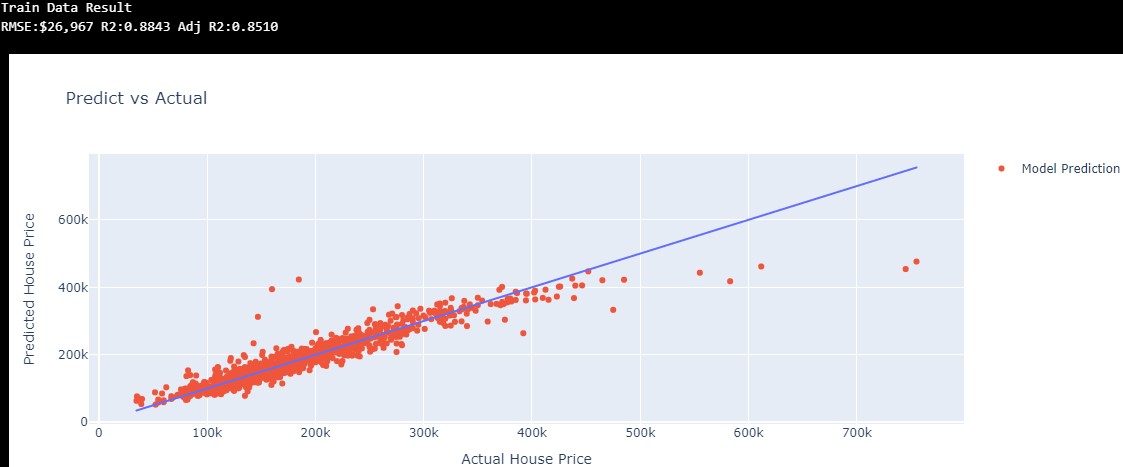 Train Data Result
RMSE:$26,967 R2:0.8843 Adj R2:0.8510
Predict vs Actual
Model Prediction
Predicted House Price
600k
400k
200k
0
0 100k 200k 300k 400k 500k 600k 700k
Actual House Price